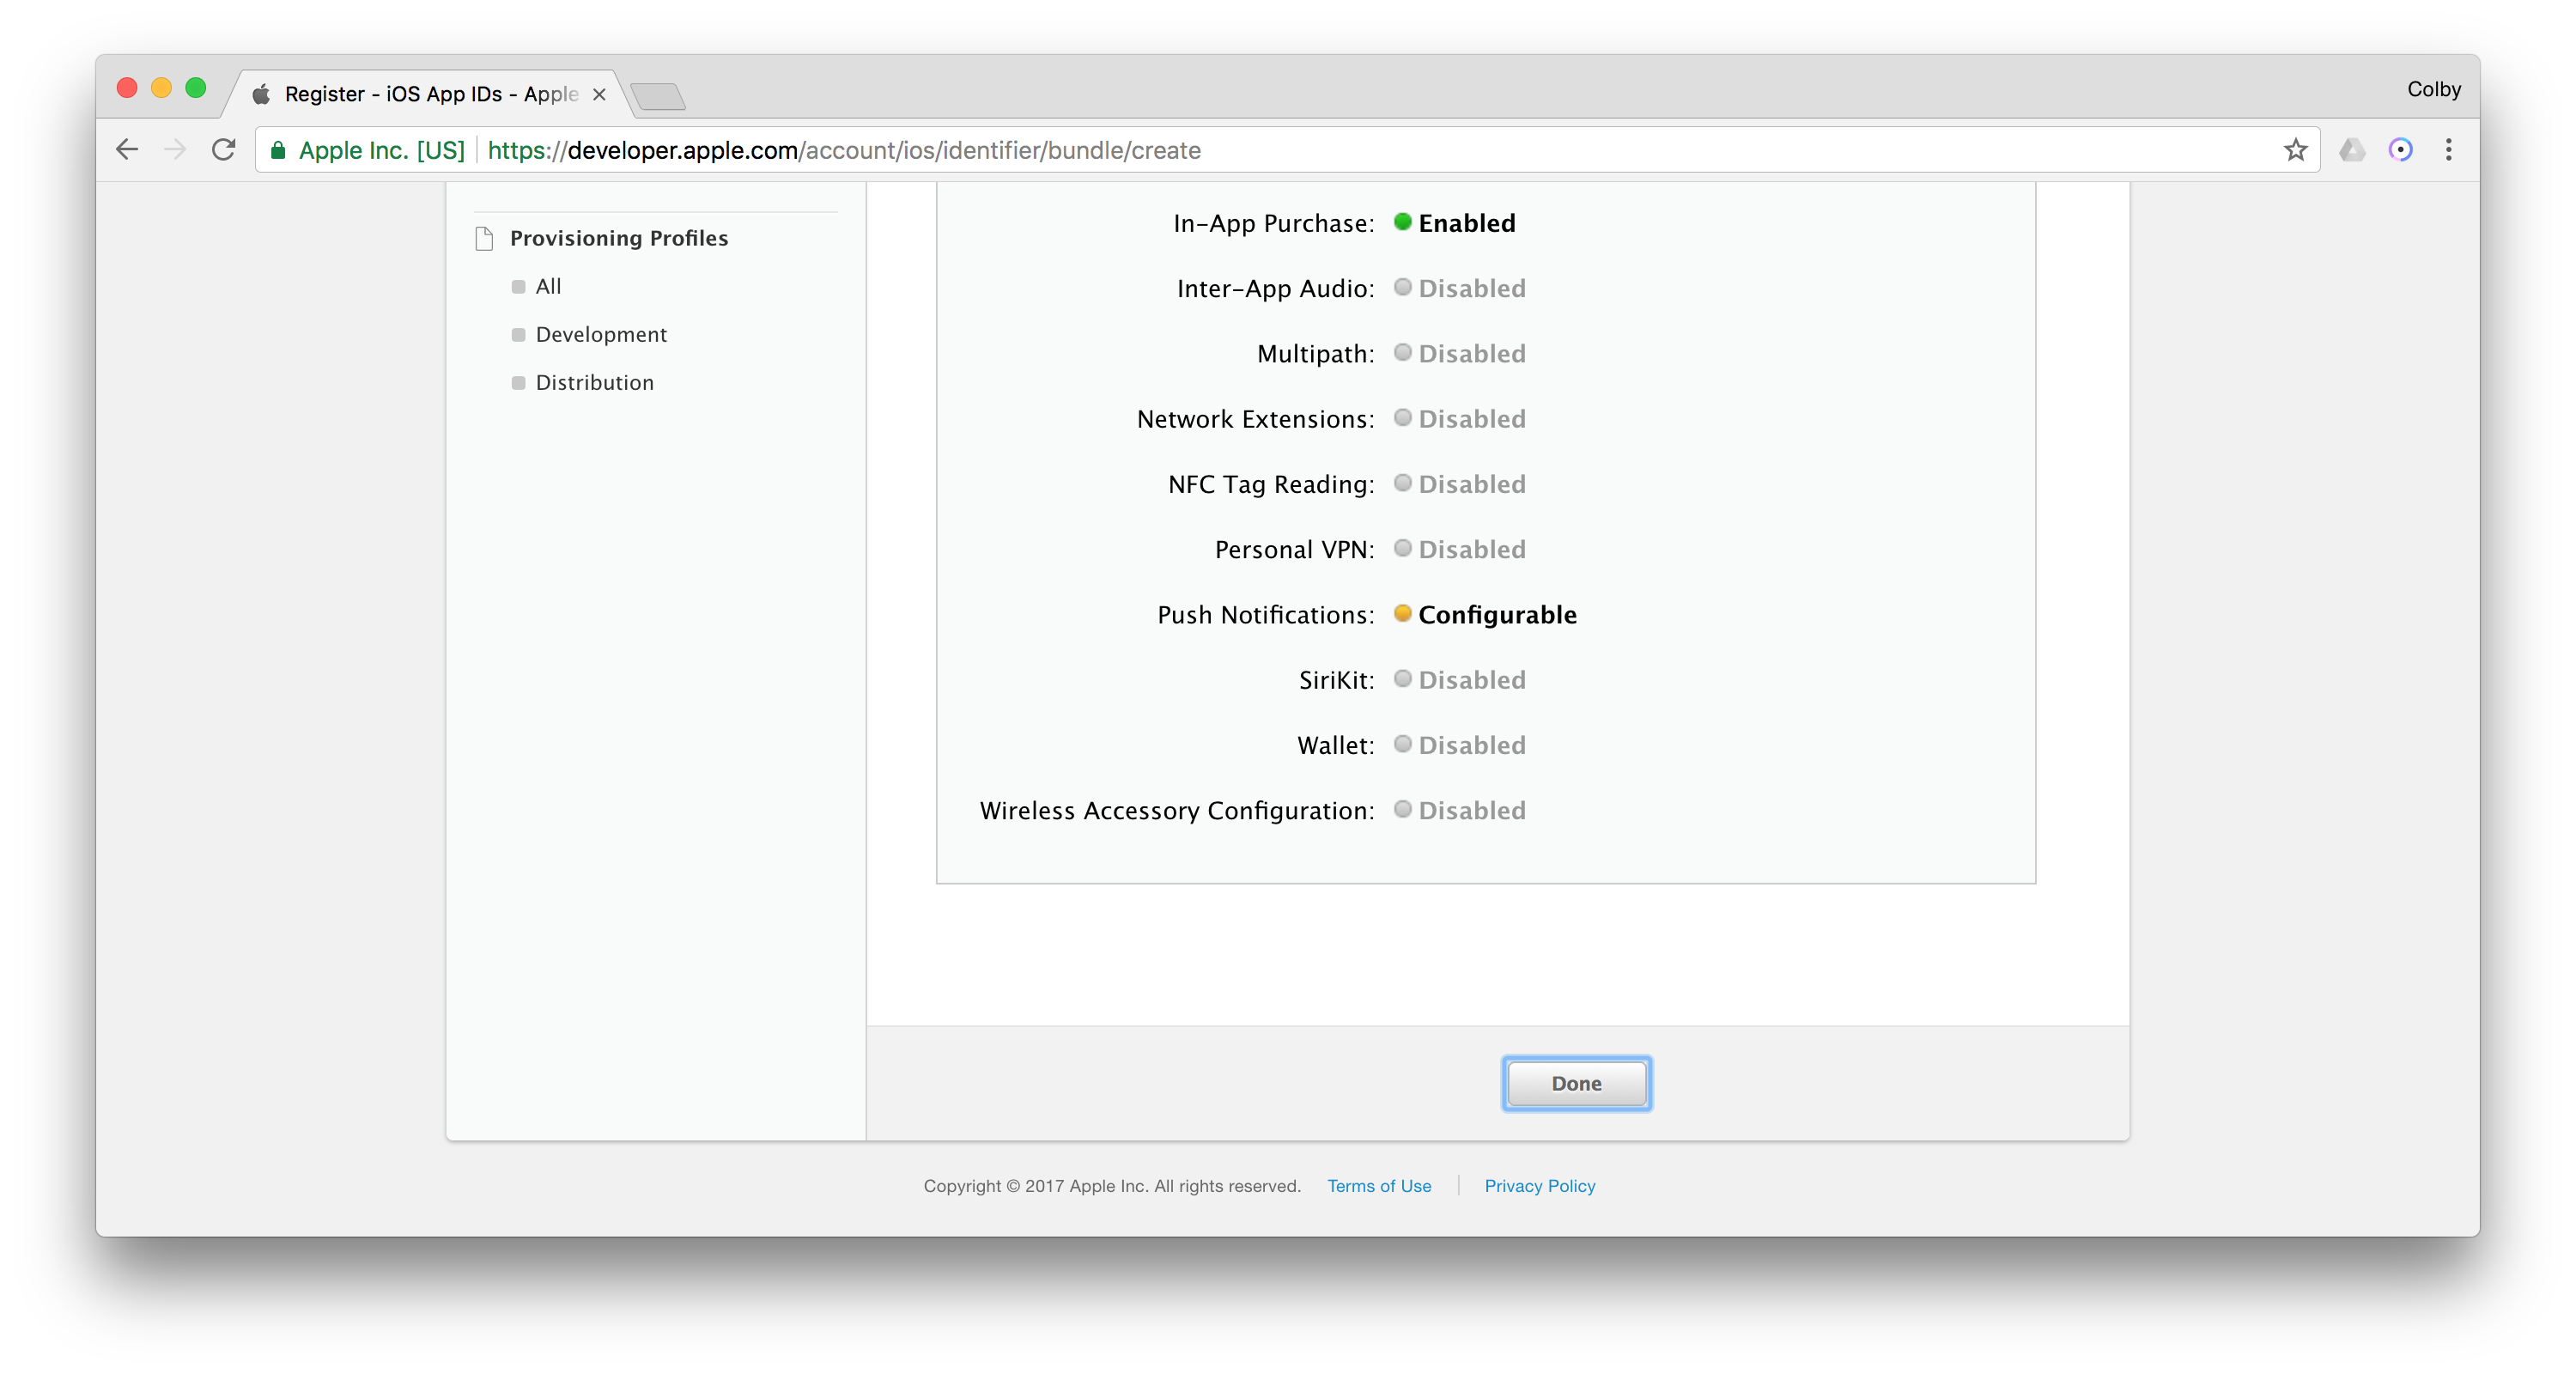 Register - iOS App IDs - Apple
Colby
Apple Inc. [US] https://developer.apple.com/account/ios/identifier/bundle/create
Provisioning Profiles
All
Development
Distribution
In-App Purchase: Enabled
Inter-App Audio: Disabled
Multipath: Disabled
Network Extensions: Disabled
NFC Tag Reading: Disabled
Personal VPN: Disabled
Push Notifications: Configurable
SiriKit: Disabled
Wallet: Disabled
Wireless Accessory Configuration: Disabled
Done
Copyright © 2017 Apple Inc. All rights reserved. Terms of Use Privacy Policy